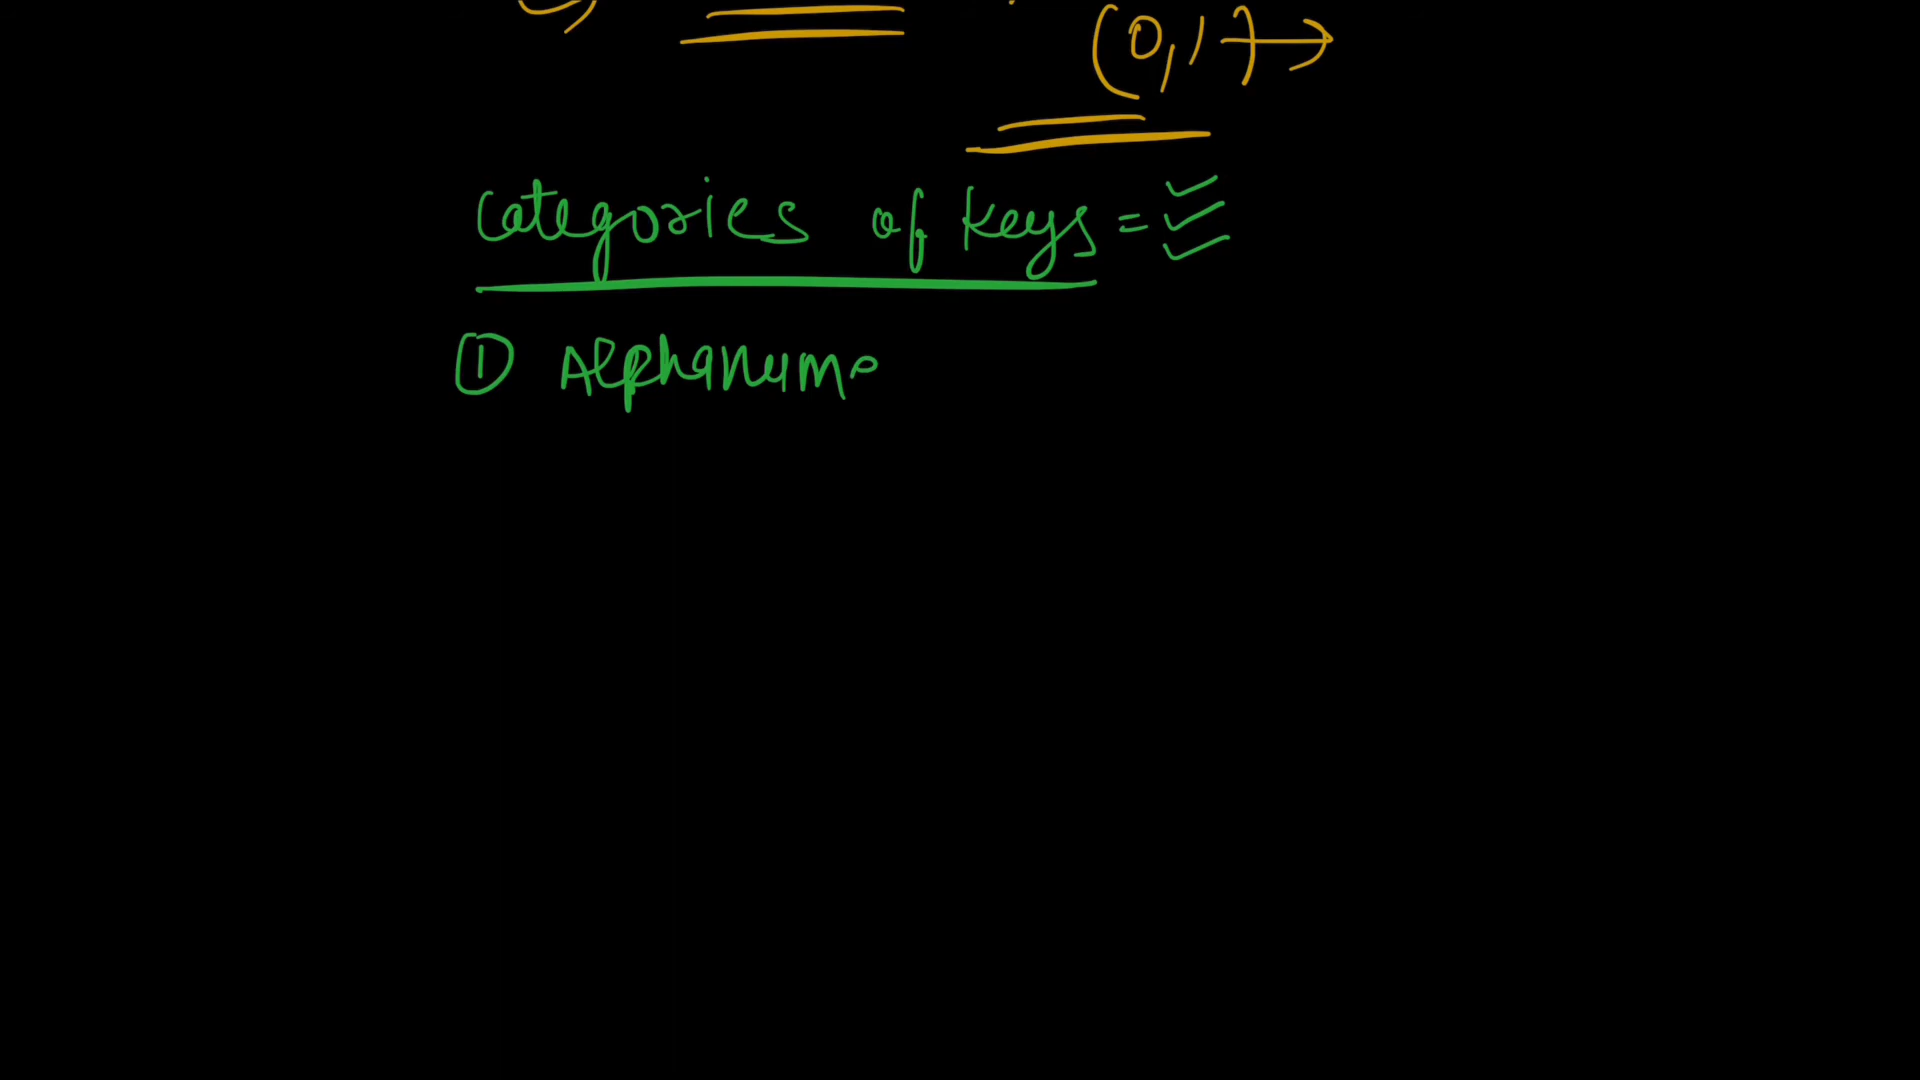 (0,1)→
Categories of Keys =
① Alphanume